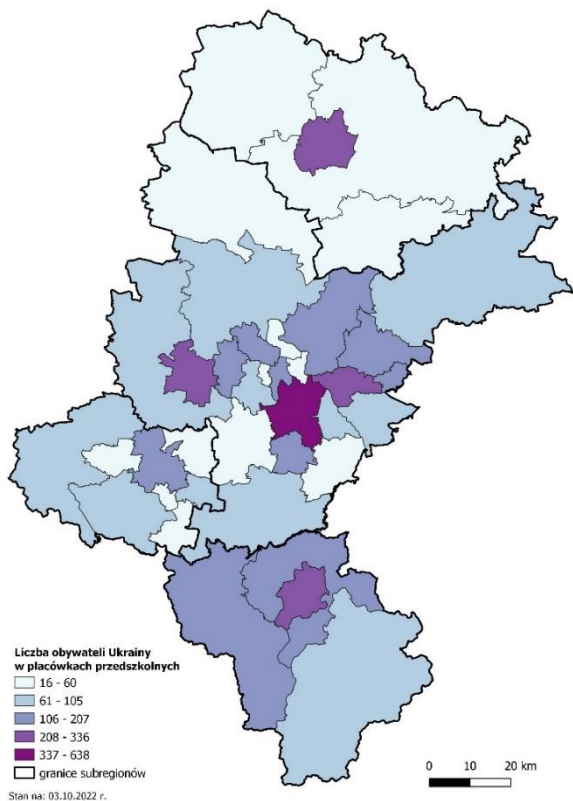 Liczba obywateli Ukrainy
w placówkach przedszkolnych
16 - 60
61 - 105
106 - 207
208 - 336
337 - 638
granice subregionów
0 10 20 km
Stan na: 03.10.2022 r.